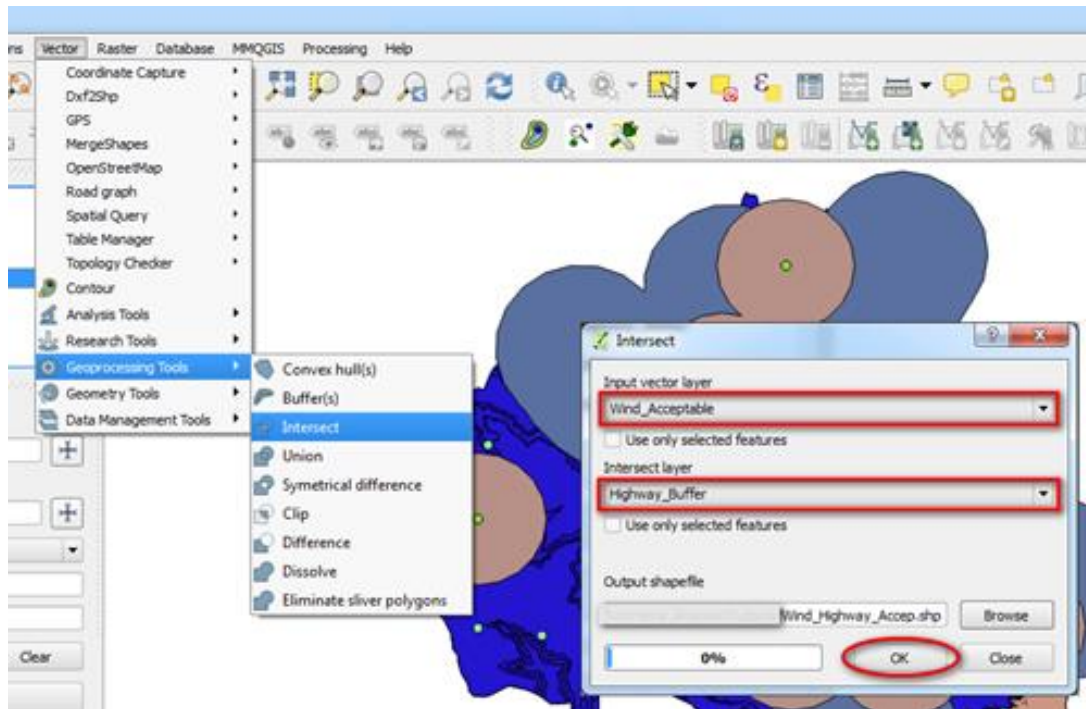 ns Vector Raster Database MMQGIS Processing Help
Coordinate Capture
Dxf2Shp
GPS
MergeShapes
OpenStreetMap
Road graph
Spatial Query
Table Manager
Topology Checker
Contour
Analysis Tools
Research Tools
Geoprocessing Tools
Geometry Tools
Data Management Tools
Convex hull(s)
Buffer(s)
Intersect
Union
Symetrical difference
Clip
Difference
Dissolve
Eliminate sliver polygons
Clear
Intersect
Input vector layer
Wind_Acceptable
Use only selected features
Intersect layer
Highway_Buffer
Use only selected features
Output shapefile
Wind_Highway_Accep.shp Browse
0% OK Close